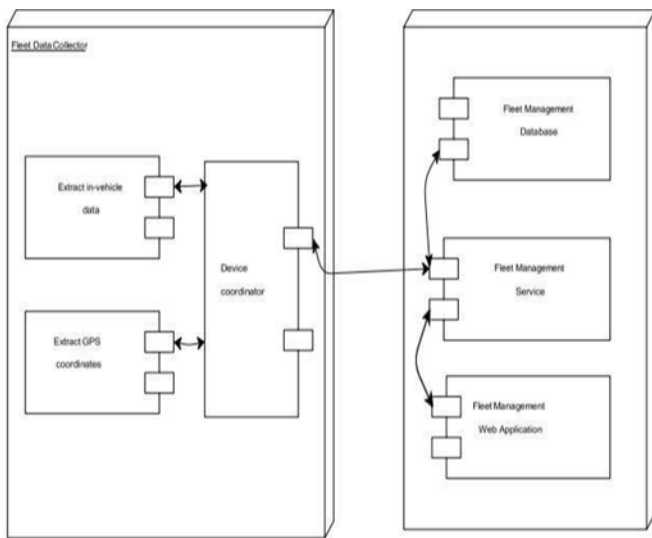 Fleet Data Collector
Extract in-vehicle
data
Extract GPS
coordinates
Device
coordinator
Fleet Management
Database
Fleet Management
Service
Fleet Management
Web Application